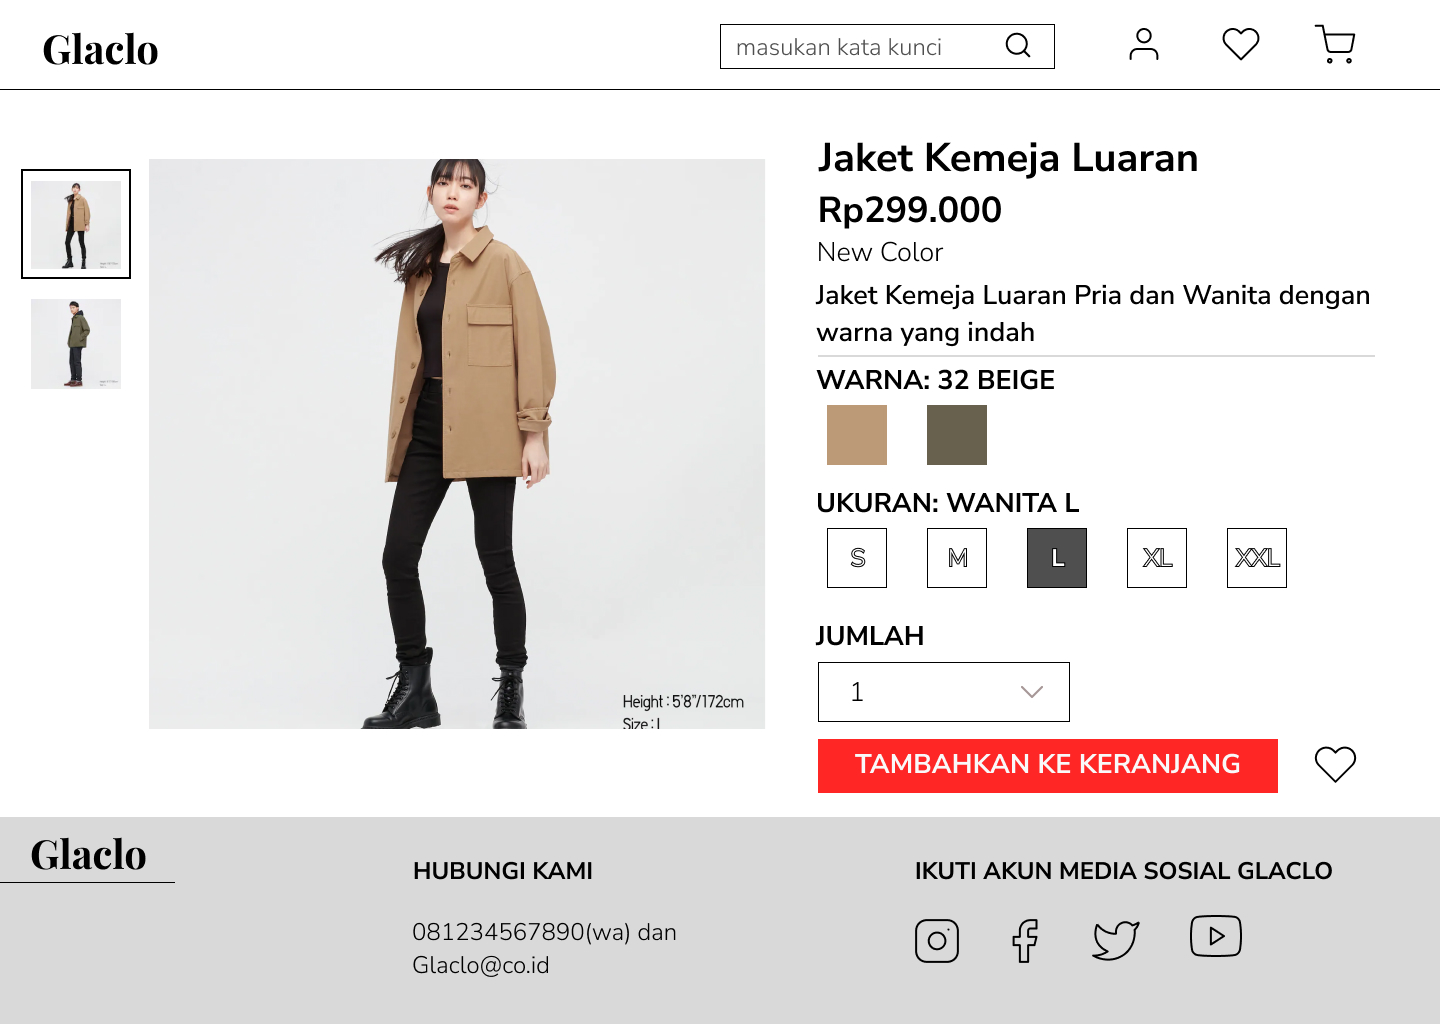 Glaclo
masukan kata kunci
Jaket Kemeja Luaran
Rp299.000
New Color
Jaket Kemeja Luaran Pria dan Wanita dengan
warna yang indah
WARNA: 32 BEIGE
UKURAN: WANITA L
S M L XL XXL
JUMLAH
1
Height : 5'8"/172cm
Size : L
TAMBAHKAN KE KERANJANG
Glaclo
HUBUNGI KAMI
081234567890(wa) dan
Glaclo@co.id
IKUTI AKUN MEDIA SOSIAL GLACLO